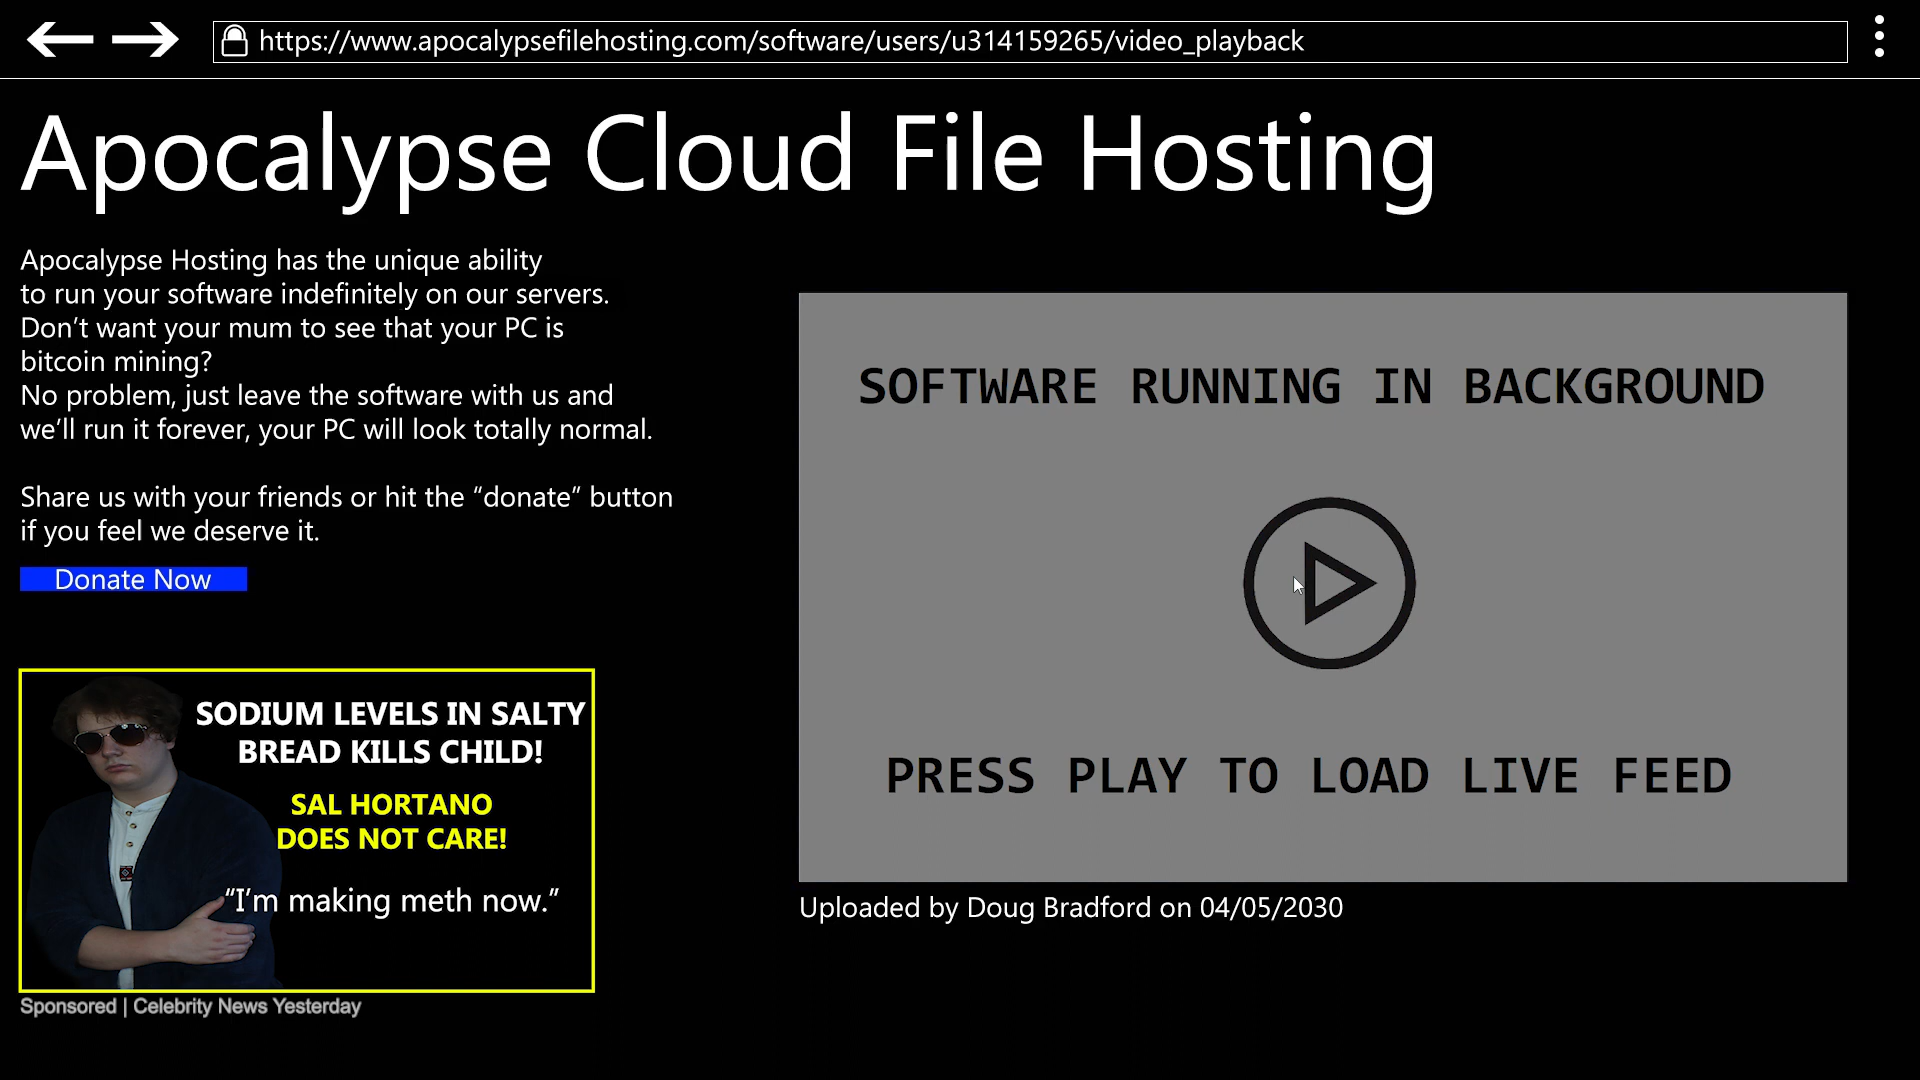 https://www.apocalypsefilehosting.com/software/users/u314159265/video_playback
Apocalypse Cloud File Hosting
Apocalypse Hosting has the unique ability
to run your software indefinitely on our servers.
Don’t want your mum to see that your PC is
bitcoin mining?
No problem, just leave the software with us and
we’ll run it forever, your PC will look totally normal.
Share us with your friends or hit the “donate” button
if you feel we deserve it.
Donate Now
SODIUM LEVELS IN SALTY
BREAD KILLS CHILD!
SAL HORTANO
DOES NOT CARE!
“I’m making meth now.”
Sponsored | Celebrity News Yesterday
SOFTWARE RUNNING IN BACKGROUND
PRESS PLAY TO LOAD LIVE FEED
Uploaded by Doug Bradford on 04/05/2030